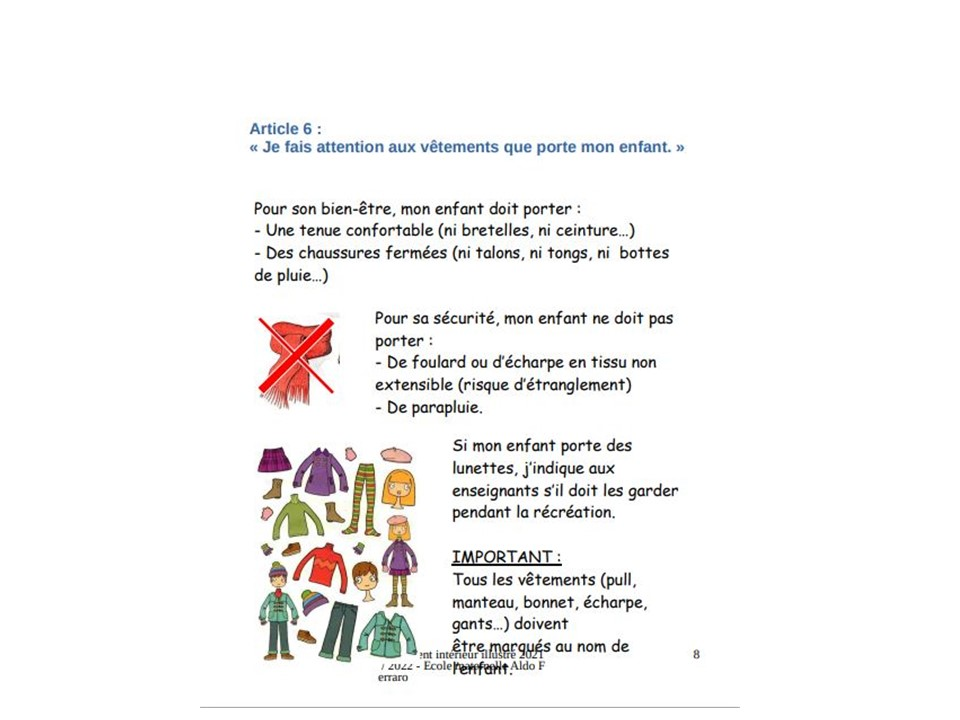 Article 6 :
« Je fais attention aux vêtements que porte mon enfant. »
Pour son bien-être, mon enfant doit porter :
- Une tenue confortable (ni bretelles, ni ceinture…)
- Des chaussures fermées (ni talons, ni tongs, ni bottes
de pluie…)
Pour sa sécurité, mon enfant ne doit pas
porter :
- De foulard ou d’écharpe en tissu non
extensible (risque d’étranglement)
- De parapluie.
Si mon enfant porte des
lunettes, j’indique aux
enseignants s’il doit les garder
pendant la récréation.
IMPORTANT :
Tous les vêtements (pull,
manteau, bonnet, écharpe,
gants…) doivent
être marqués au nom de
l’enfant.
ent intérieur illustré 2021
/ 2022 - Ecole maternelle Aldo F
erraro
8